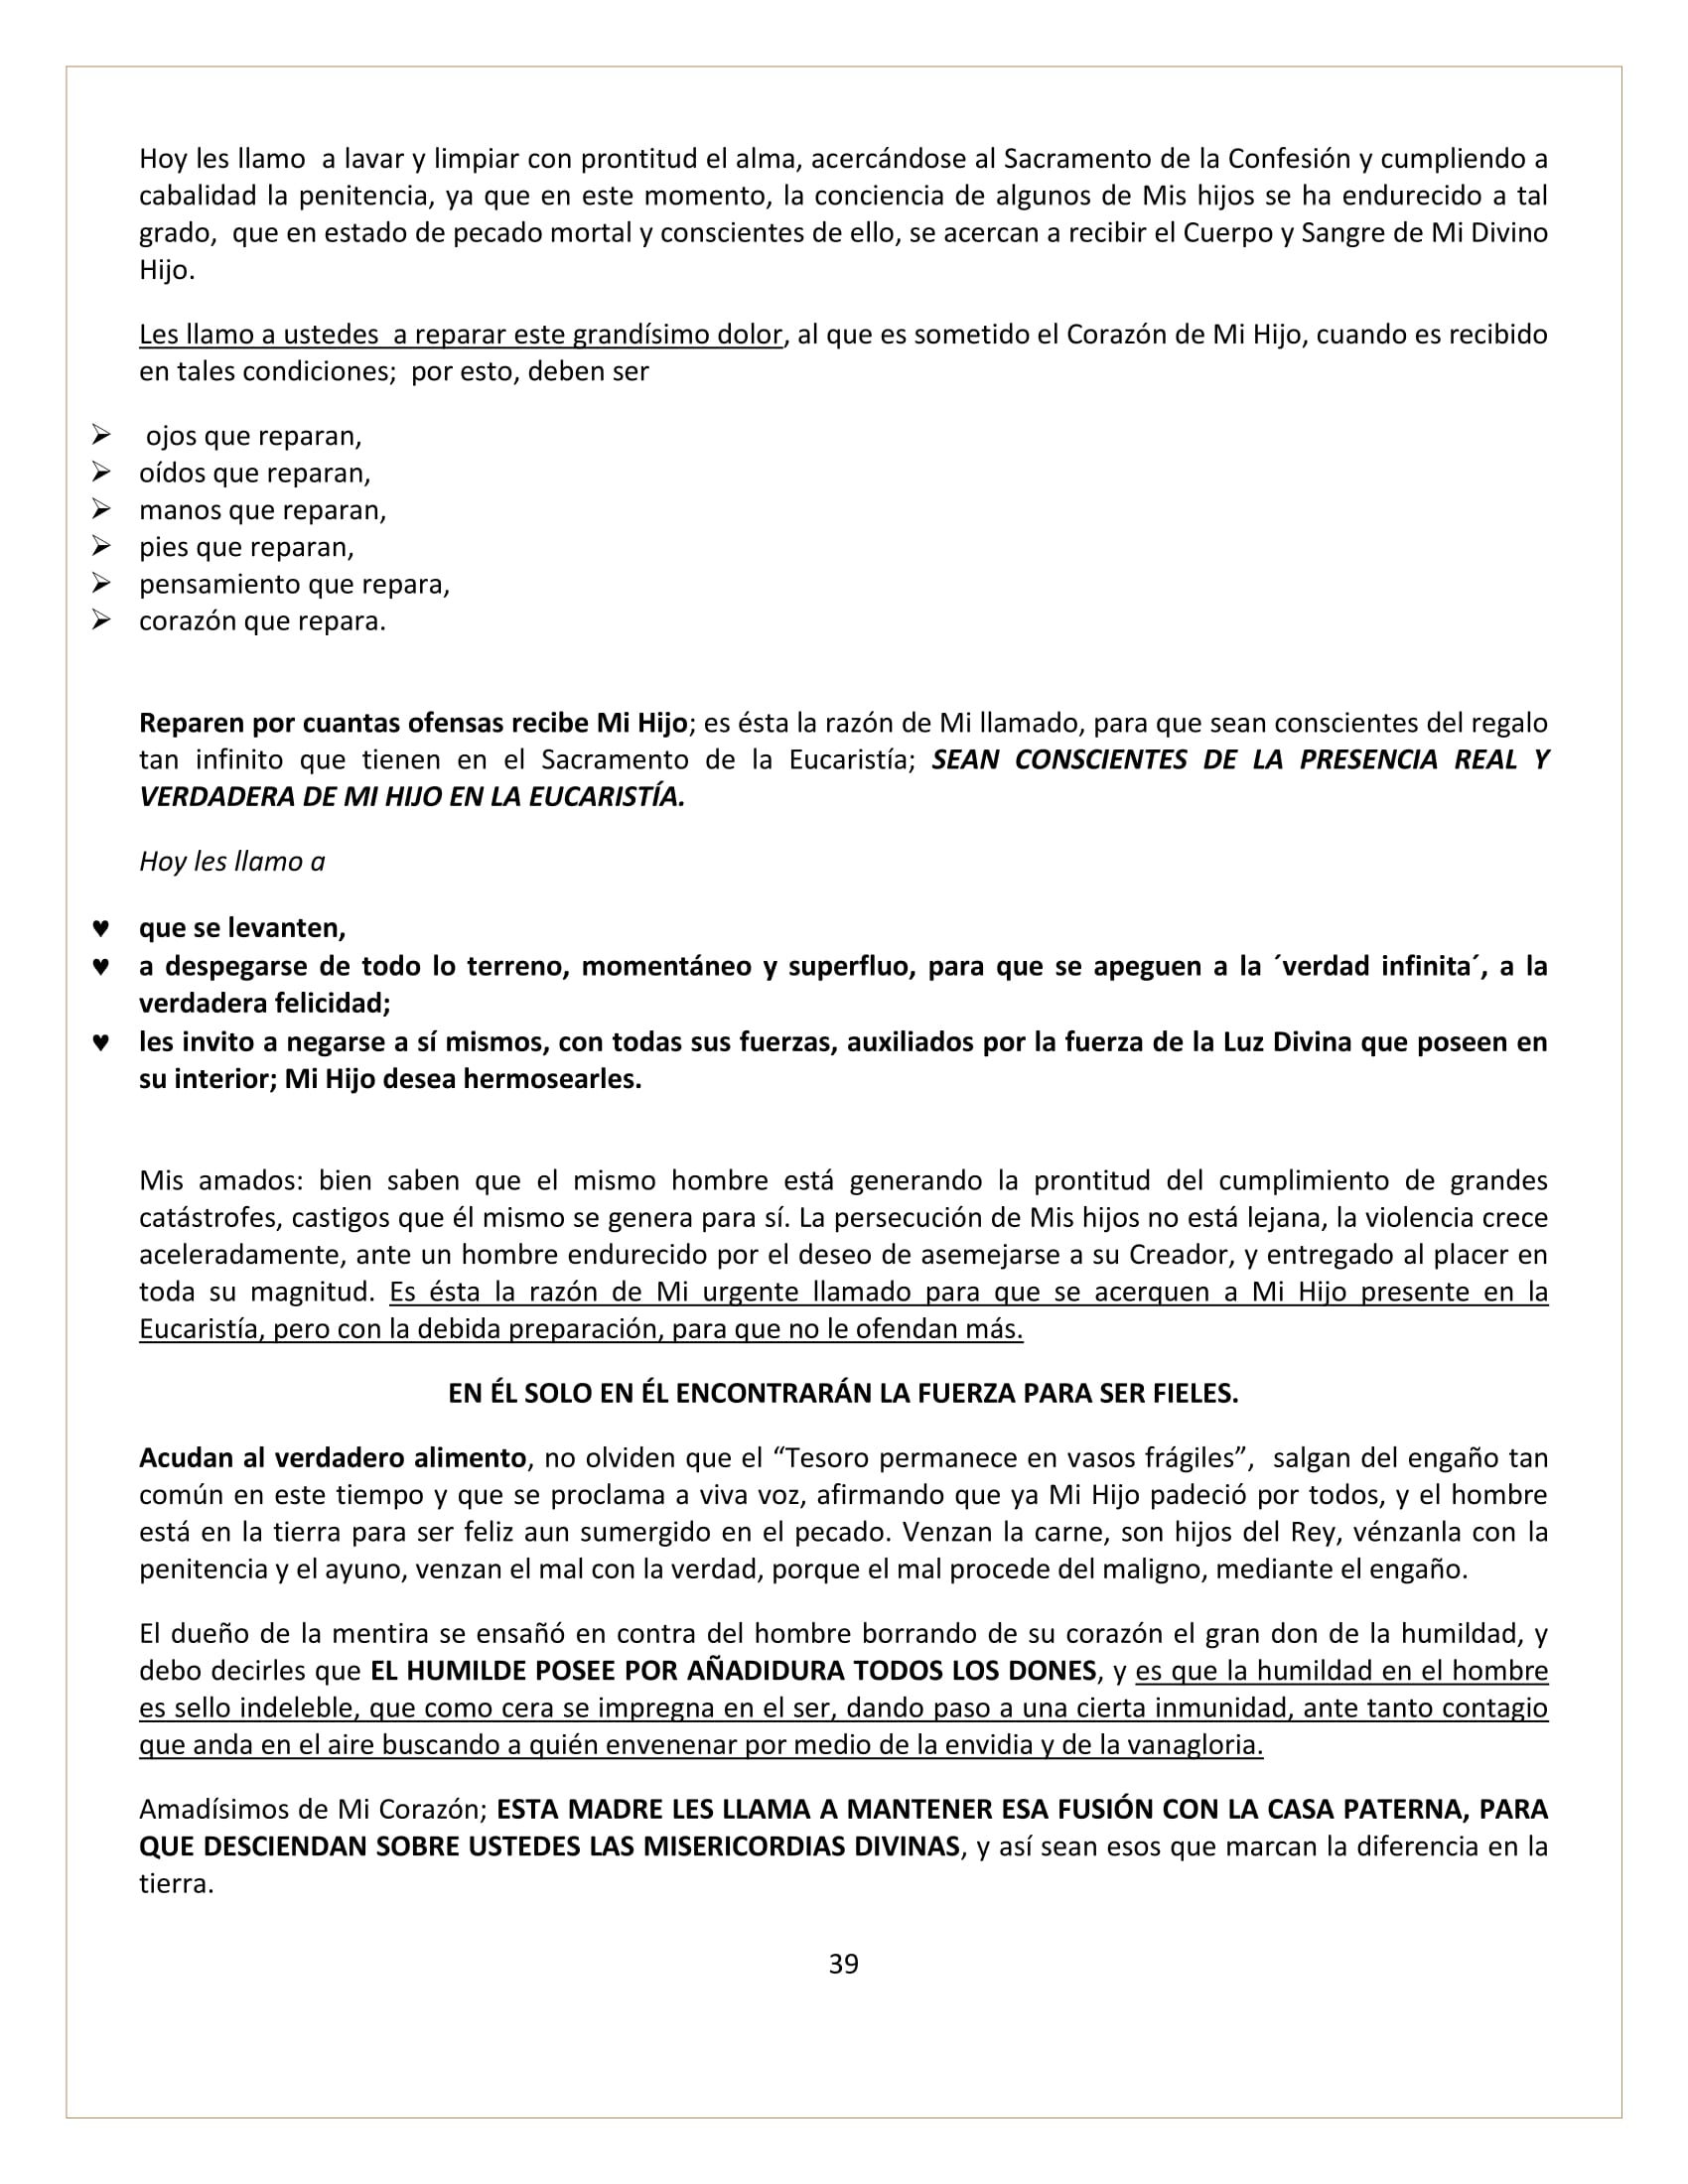 Hoy les llamo  a lavar y limpiar con prontitud el alma, acercándose al Sacramento de la Confesión y cumpliendo a
cabalidad la penitencia, ya que en este momento, la conciencia de algunos de Mis hijos se ha endurecido a tal
grado,  que en estado de pecado mortal y conscientes de ello, se acercan a recibir el Cuerpo y Sangre de Mi Divino
Hijo.
Les llamo a ustedes  a reparar este grandísimo dolor, al que es sometido el Corazón de Mi Hijo, cuando es recibido
en tales condiciones;  por esto, deben ser
➢ ojos que reparan,
➢ oídos que reparan,
➢ manos que reparan,
➢ pies que reparan,
➢ pensamiento que repara,
➢ corazón que repara.
Reparen por cuantas ofensas recibe Mi Hijo; es ésta la razón de Mi llamado, para que sean conscientes del regalo
tan infinito que tienen en el Sacramento de la Eucaristía; SEAN CONSCIENTES DE LA PRESENCIA REAL Y
VERDADERA DE MI HIJO EN LA EUCARISTÍA.
Hoy les llamo a
♥ que se levanten,
♥ a despegarse de todo lo terreno, momentáneo y superfluo, para que se apeguen a la ´verdad infinita´, a la
verdadera felicidad;
♥ les invito a negarse a sí mismos, con todas sus fuerzas, auxiliados por la fuerza de la Luz Divina que poseen en
su interior; Mi Hijo desea hermosearles.
Mis amados: bien saben que el mismo hombre está generando la prontitud del cumplimiento de grandes
catástrofes, castigos que él mismo se genera para sí. La persecución de Mis hijos no está lejana, la violencia crece
aceleradamente, ante un hombre endurecido por el deseo de asemejarse a su Creador, y entregado al placer en
toda su magnitud. Es ésta la razón de Mi urgente llamado para que se acerquen a Mi Hijo presente en la
Eucaristía, pero con la debida preparación, para que no le ofendan más.
EN ÉL SOLO EN ÉL ENCONTRARÁN LA FUERZA PARA SER FIELES.
Acudan al verdadero alimento, no olviden que el “Tesoro permanece en vasos frágiles”,  salgan del engaño tan
común en este tiempo y que se proclama a viva voz, afirmando que ya Mi Hijo padeció por todos, y el hombre
está en la tierra para ser feliz aun sumergido en el pecado. Venzan la carne, son hijos del Rey, vénzanla con la
penitencia y el ayuno, venzan el mal con la verdad, porque el mal procede del maligno, mediante el engaño.
El dueño de la mentira se ensañó en contra del hombre borrando de su corazón el gran don de la humildad, y
debo decirles que EL HUMILDE POSEE POR AÑADIDURA TODOS LOS DONES, y es que la humildad en el hombre
es sello indeleble, que como cera se impregna en el ser, dando paso a una cierta inmunidad, ante tanto contagio
que anda en el aire buscando a quién envenenar por medio de la envidia y de la vanagloria.
Amadísimos de Mi Corazón; ESTA MADRE LES LLAMA A MANTENER ESA FUSIÓN CON LA CASA PATERNA, PARA
QUE DESCIENDAN SOBRE USTEDES LAS MISERICORDIAS DIVINAS, y así sean esos que marcan la diferencia en la
tierra.
39